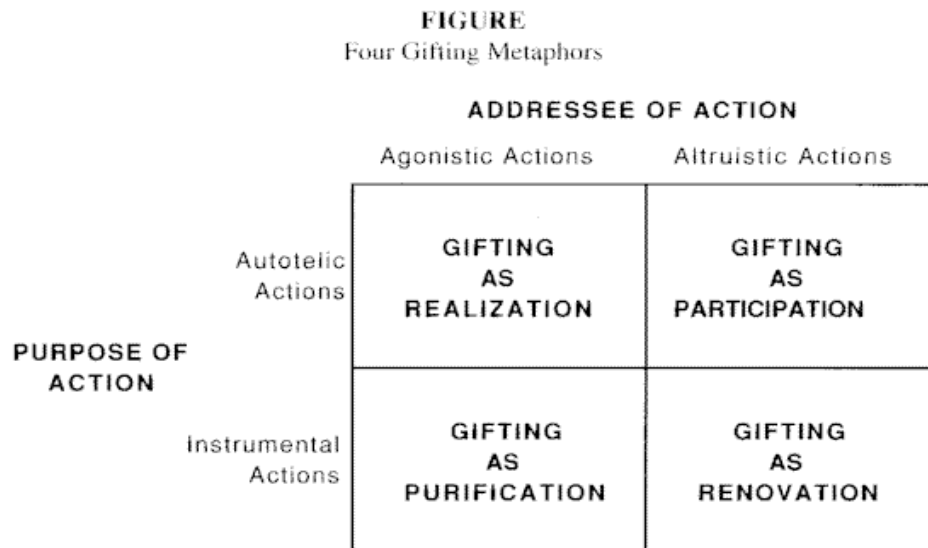 FIGURE
Four Gifting Metaphors
ADDRESSEE OF ACTION
Agonistic Actions Altruistic Actions
Autotelic
Actions
GIFTING
AS
REALIZATION
GIFTING
AS
PARTICIPATION
PURPOSE OF
ACTION
Instrumental
Actions
GIFTING
AS
PURIFICATION
GIFTING
AS
RENOVATION